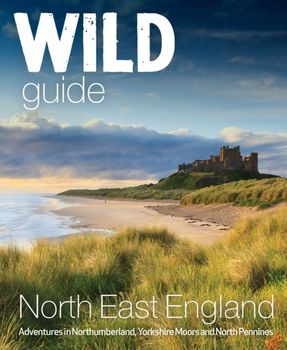 WILD
guide
North East England
Adventures in Northumberland, Yorkshire Moors and North Pennines